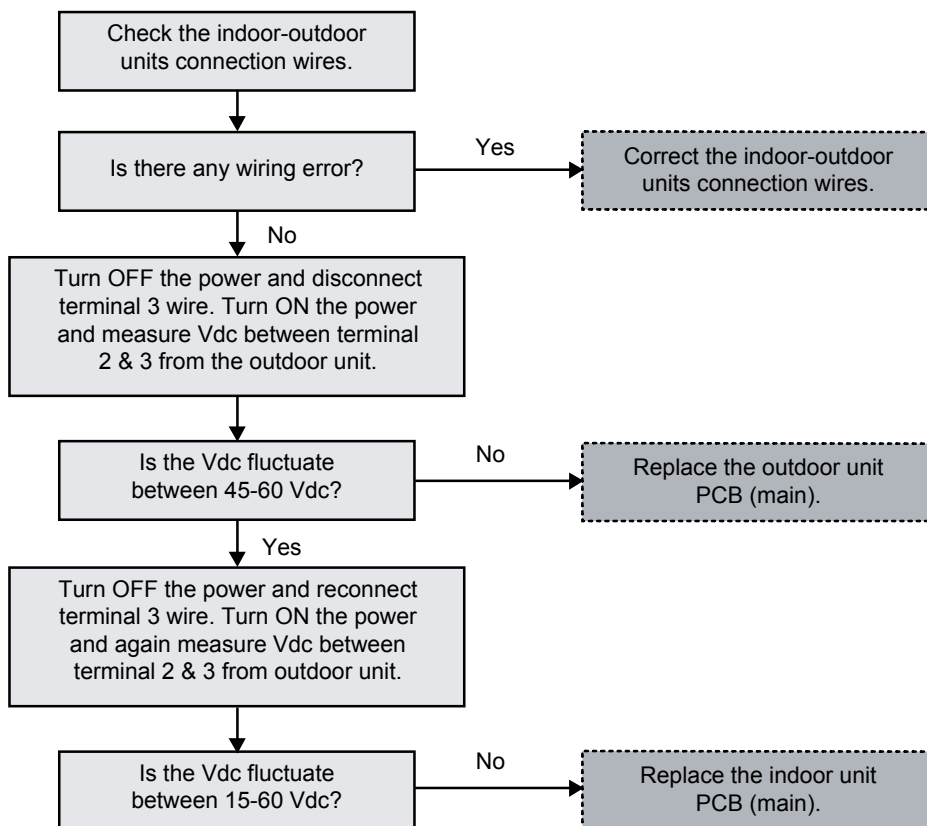 Check the indoor-outdoor
units connection wires.
Is there any wiring error?
Yes
Correct the indoor-outdoor
units connection wires.
No
Turn OFF the power and disconnect
terminal 3 wire. Turn ON the power
and measure Vdc between terminal
2 & 3 from the outdoor unit.
Is the Vdc fluctuate
between 45-60 Vdc?
No
Replace the outdoor unit
PCB (main).
Yes
Turn OFF the power and reconnect
terminal 3 wire. Turn ON the power
and again measure Vdc between
terminal 2 & 3 from outdoor unit.
Is the Vdc fluctuate
between 15-60 Vdc?
No
Replace the indoor unit
PCB (main).